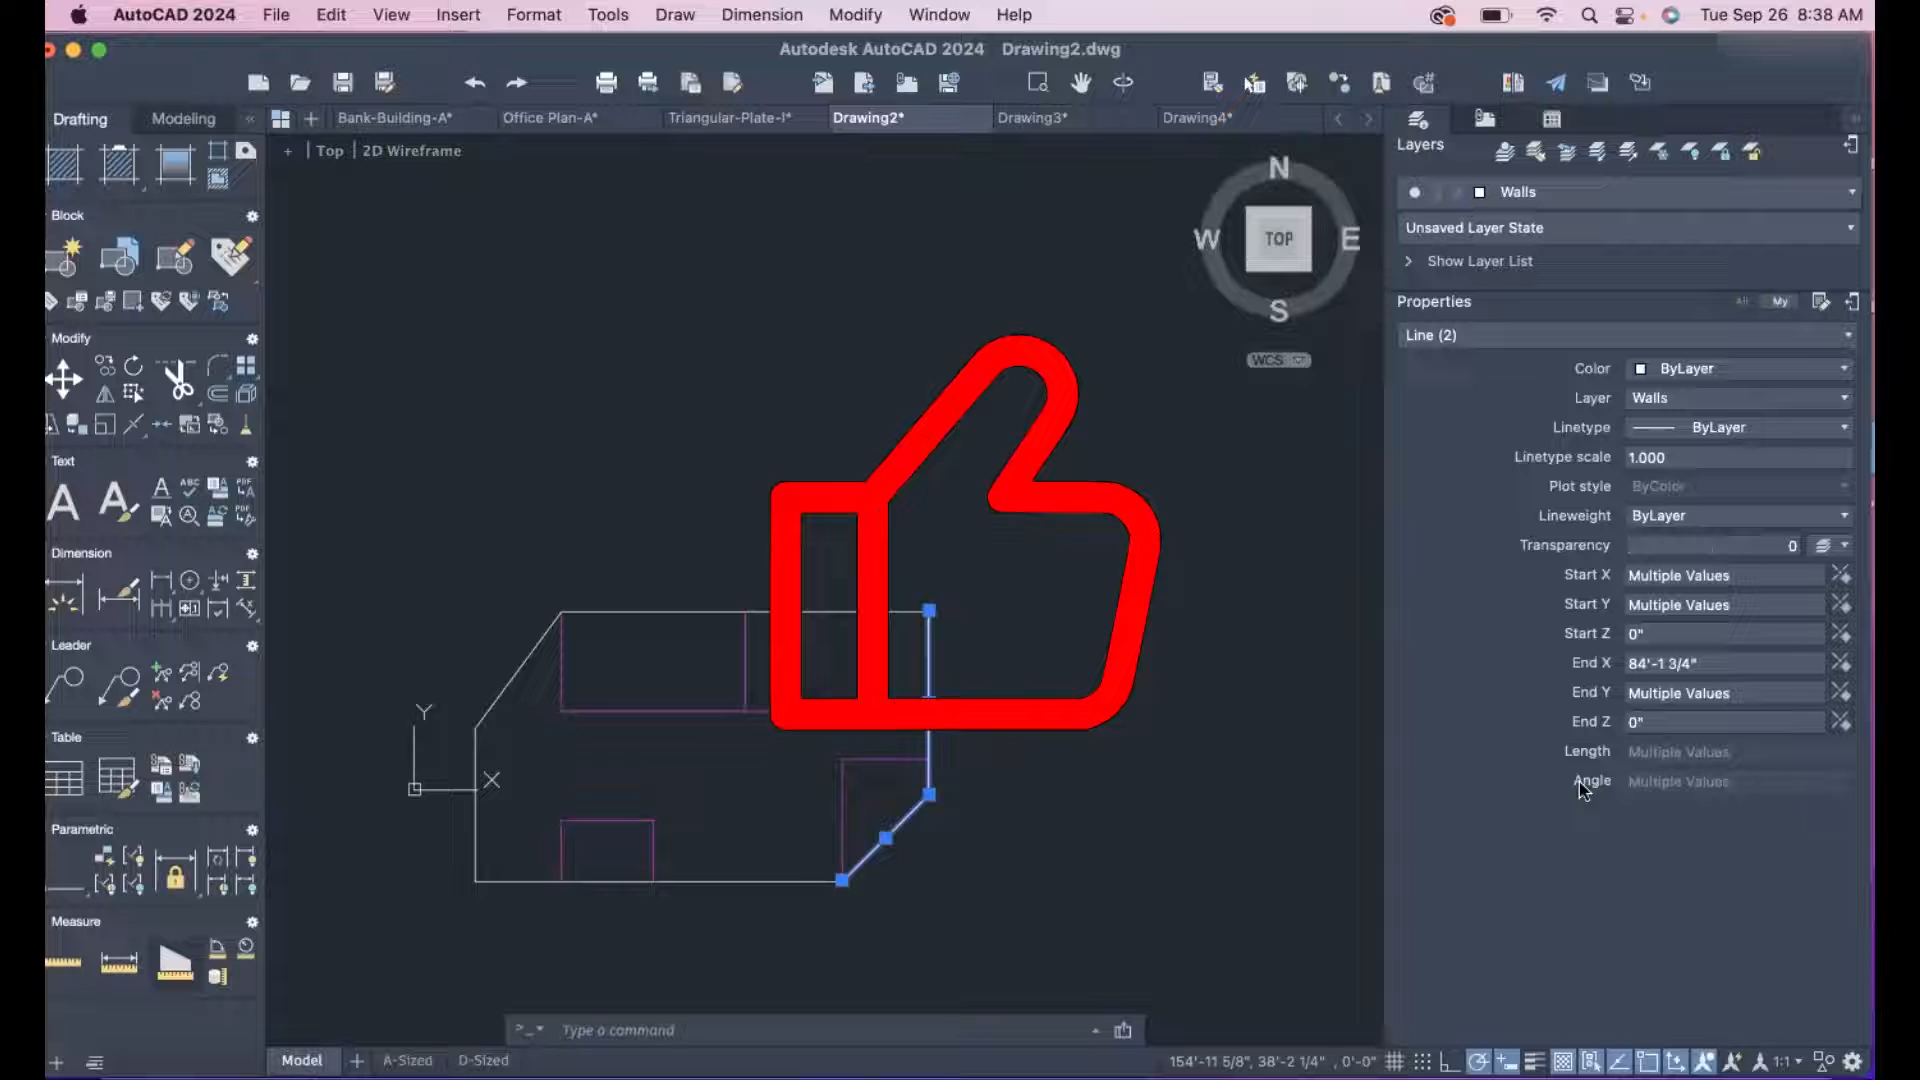 AutoCAD 2024 File Edit View Insert Format Tools Draw Dimension Modify Window Help Tue Sep 26 8:38 AM
Autodesk AutoCAD 2024 Drawing2.dwg
Drafting Modeling « Bank-Building-A* Office Plan-A* Triangular-Plate-I* Drawing2* Drawing3* Drawing4*
+ | Top | 2D Wireframe
N
W TOP E
S
WCS
Block
Modify
Text
Dimension
Leader
Table
Parametric
Measure
Y
X
Layers
Walls
Unsaved Layer State
Show Layer List
Properties All My
Line (2)
Color ByLayer
Layer Walls
Linetype ByLayer
Linetype scale 1.000
Plot style ByColor
Lineweight ByLayer
Transparency 0
Start X Multiple Values
Start Y Multiple Values
Start Z 0"
End X 84'-1 3/4"
End Y Multiple Values
End Z 0"
Length Multiple Values
Angle Multiple Values
>_ Type a command
Model + A-Sized D-Sized
154'-11 5/8", 38'-2 1/4" , 0'-0" 1:1